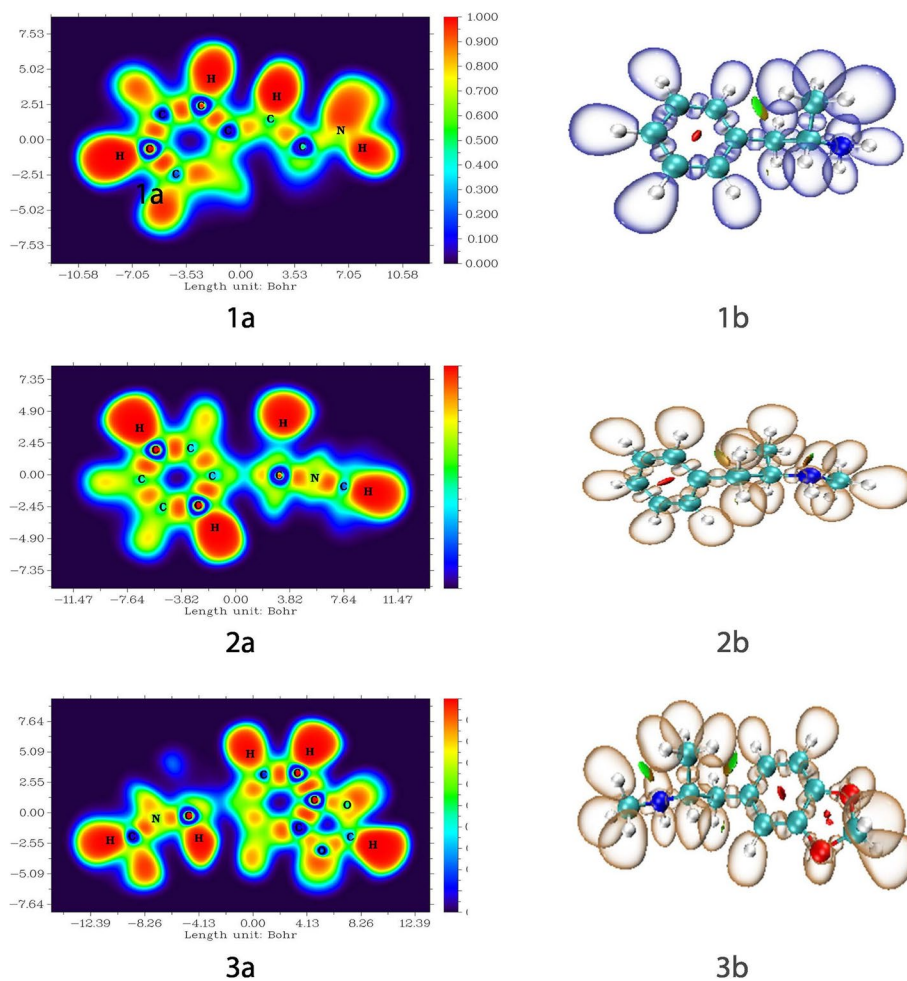 1.000
0.900
0.800
0.700
0.600
0.500
0.400
0.300
0.200
0.100
0.000
7.53
5.02
2.51
0.00
−2.51
−5.02
−7.53
H
H
C
C
C
C
N
H
H
C
1a
−10.58 −7.05 −3.53 0.00 3.53 7.05 10.58
Length unit: Bohr
1a
1b
7.35
4.90
2.45
0.00
−2.45
−4.90
−7.35
H
H
C
C
C
N
C
H
C
H
−11.47 −7.64 −3.82 0.00 3.82 7.64 11.47
Length unit: Bohr
2a
2b
7.64
5.09
2.55
0.00
−2.55
−5.09
−7.64
H
H
C
O
N
C
C
H
H
C
H
O
−12.39 −8.26 −4.13 0.00 4.13 8.26 12.39
Length unit: Bohr
3a
3b